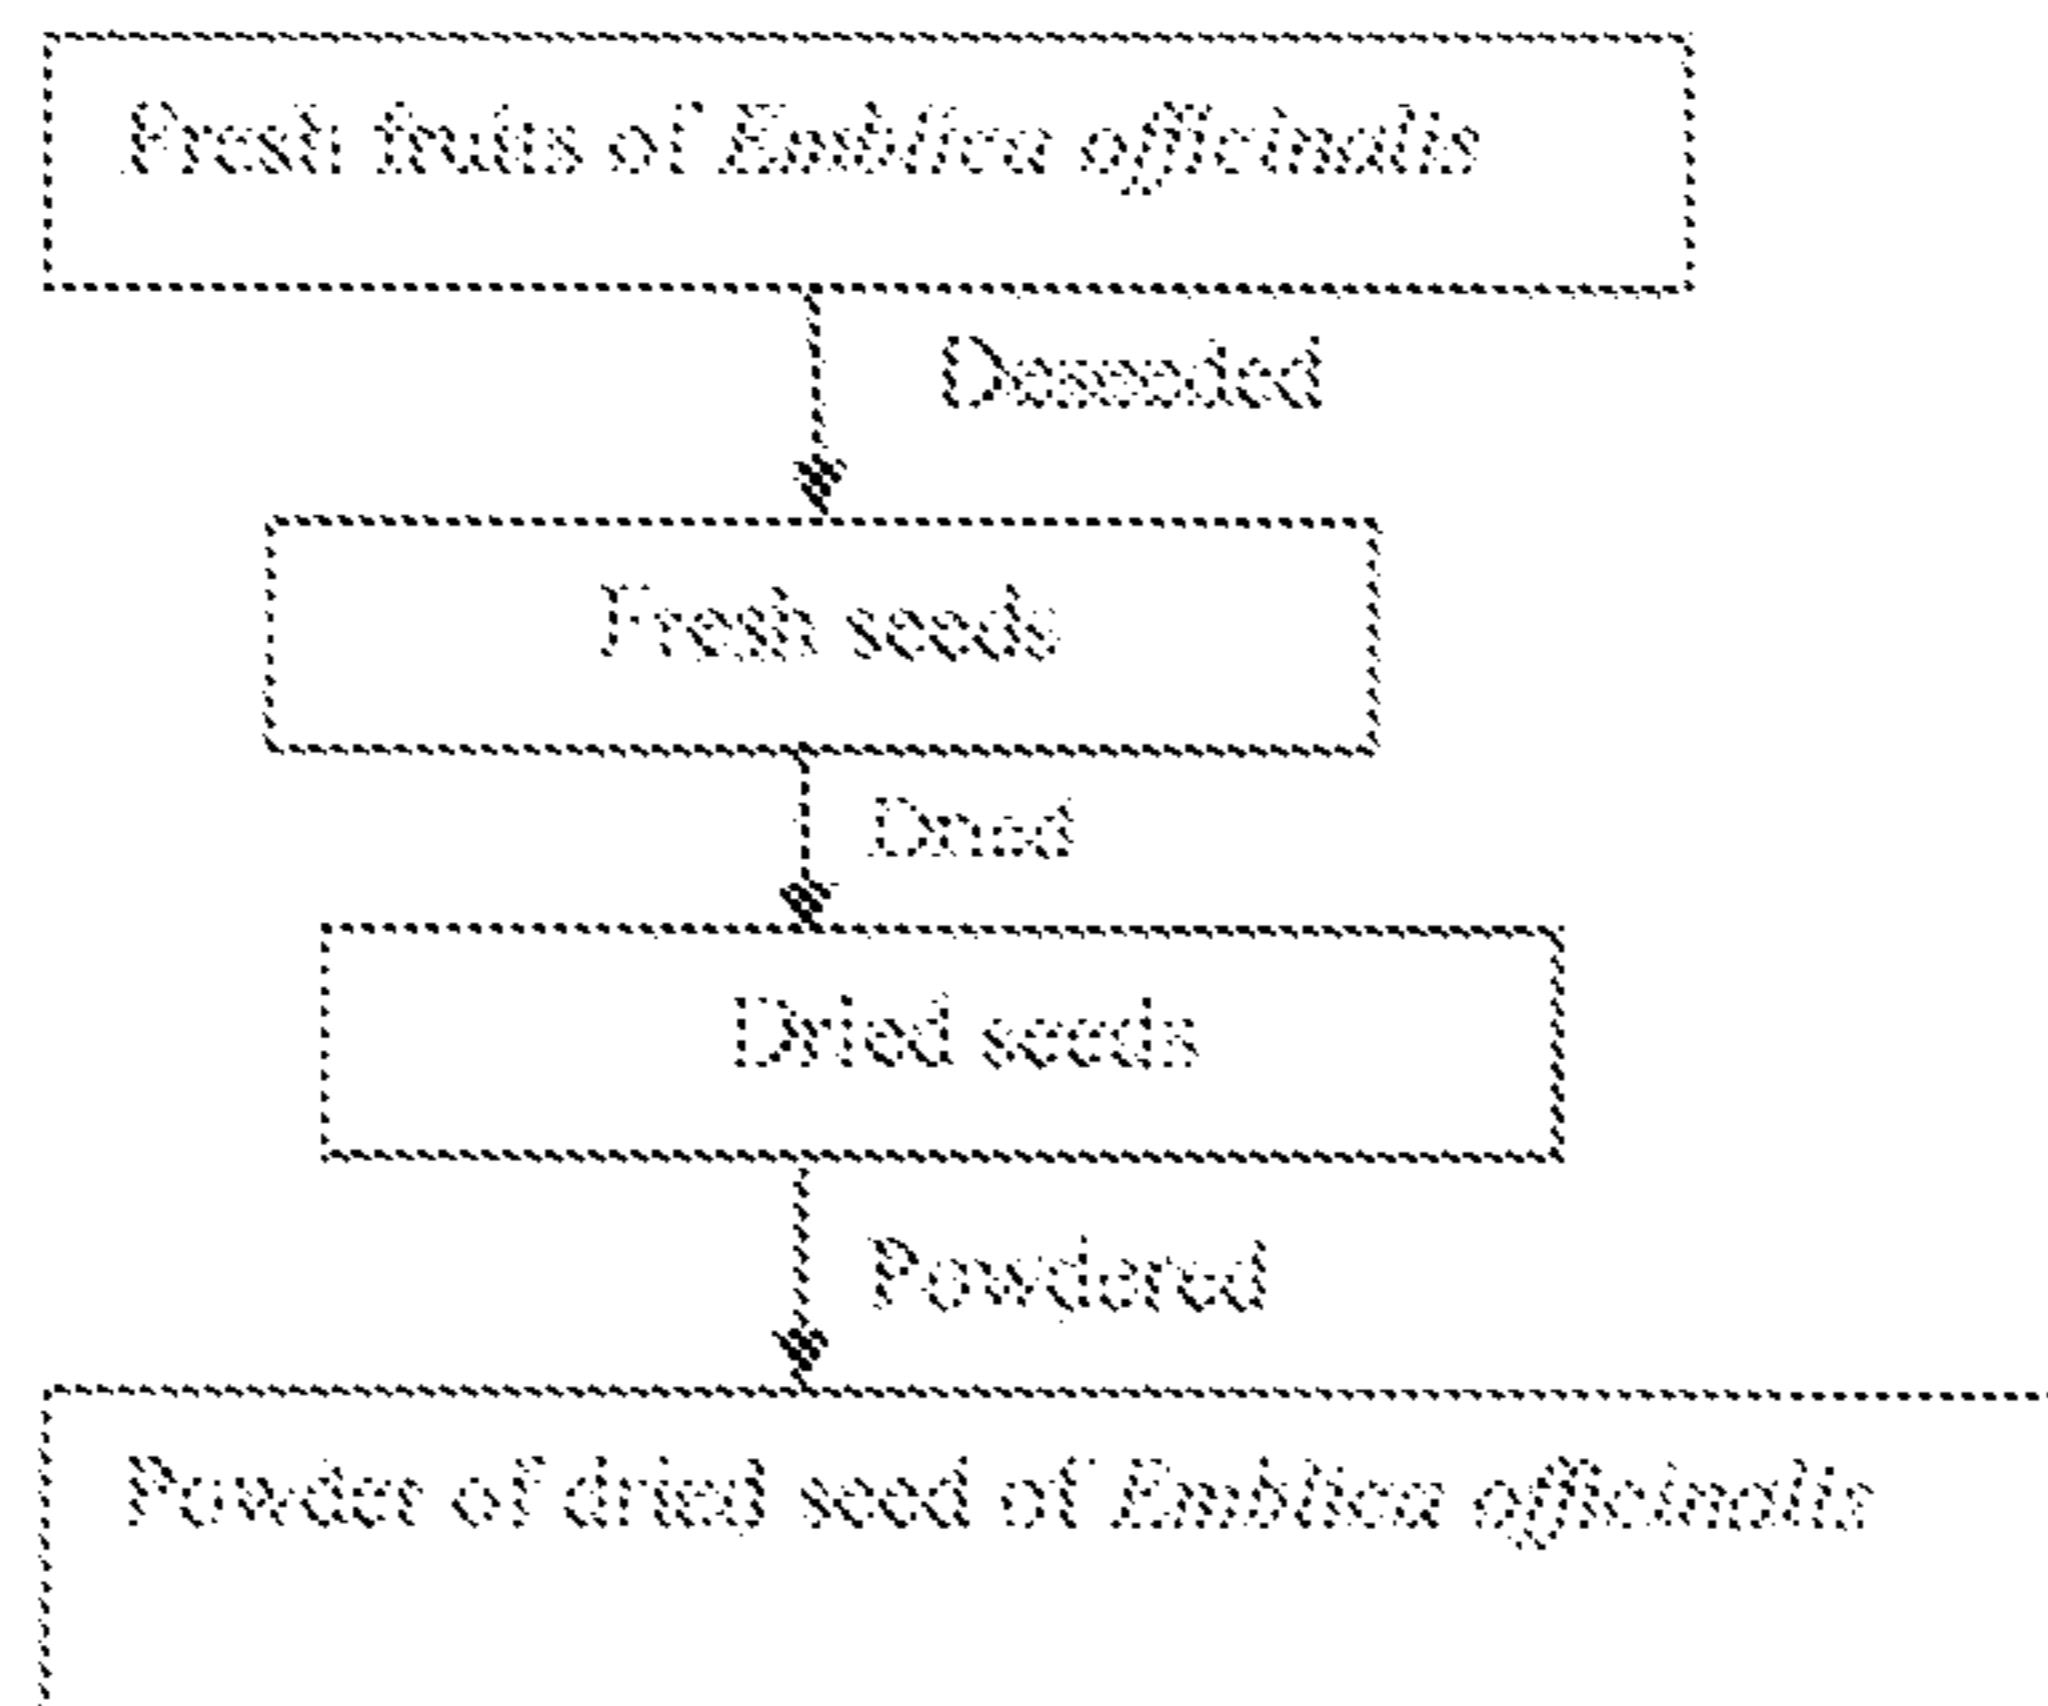 Fresh fruits of Emblica officinalis
Deseeded
Fresh seeds
Dried
Dried seeds
Powdered
Powder of dried seed of Emblica officinalis